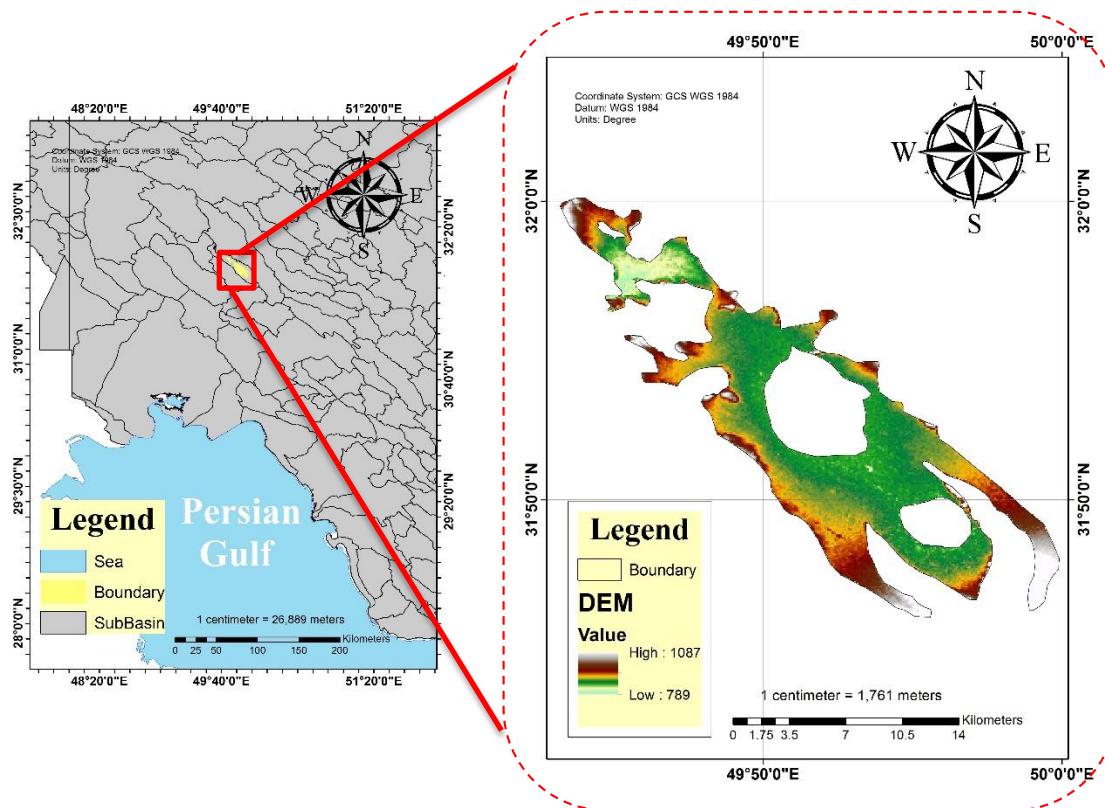 48°20'0"E 49°40'0"E 51°20'0"E
Coordinate System: GCS WGS 1984
Datum: WGS 1984
Units: Degree
N
W E
S
32°30'0"N
31°0'0"N
29°30'0"N
28°0'0"N
32°20'0"N
30°40'0"N
29°20'0"N
28°0'0"N
Persian
Gulf
Legend
Sea
Boundary
SubBasin
1 centimeter = 26,889 meters
Kilometers
0 25 50 100 150 200
48°20'0"E 49°40'0"E 51°20'0"E
49°50'0"E 50°0'0"E
Coordinate System: GCS WGS 1984
Datum: WGS 1984
Units: Degree
N
W E
S
32°0'0"N
31°50'0"N
32°0'0"N
31°50'0"N
Legend
Boundary
DEM
Value
High : 1087
Low : 789
1 centimeter = 1,761 meters
Kilometers
0 1.75 3.5 7 10.5 14
49°50'0"E 50°0'0"E